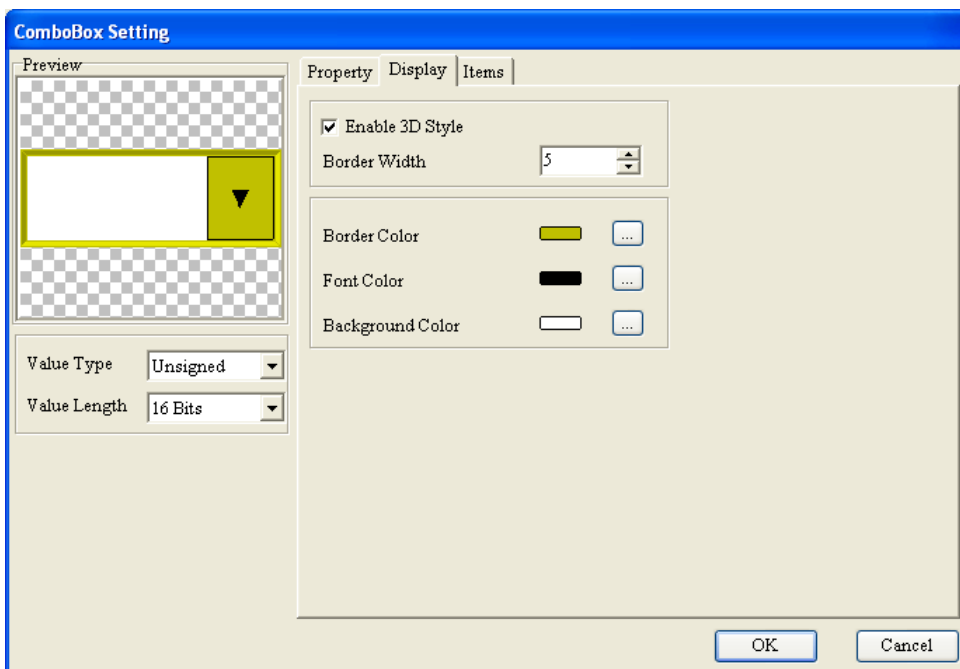 ComboBox Setting
Preview
Property Display Items
Enable 3D Style
Border Width 5
Border Color ...
Font Color ...
Background Color ...
Value Type Unsigned
Value Length 16 Bits
OK Cancel